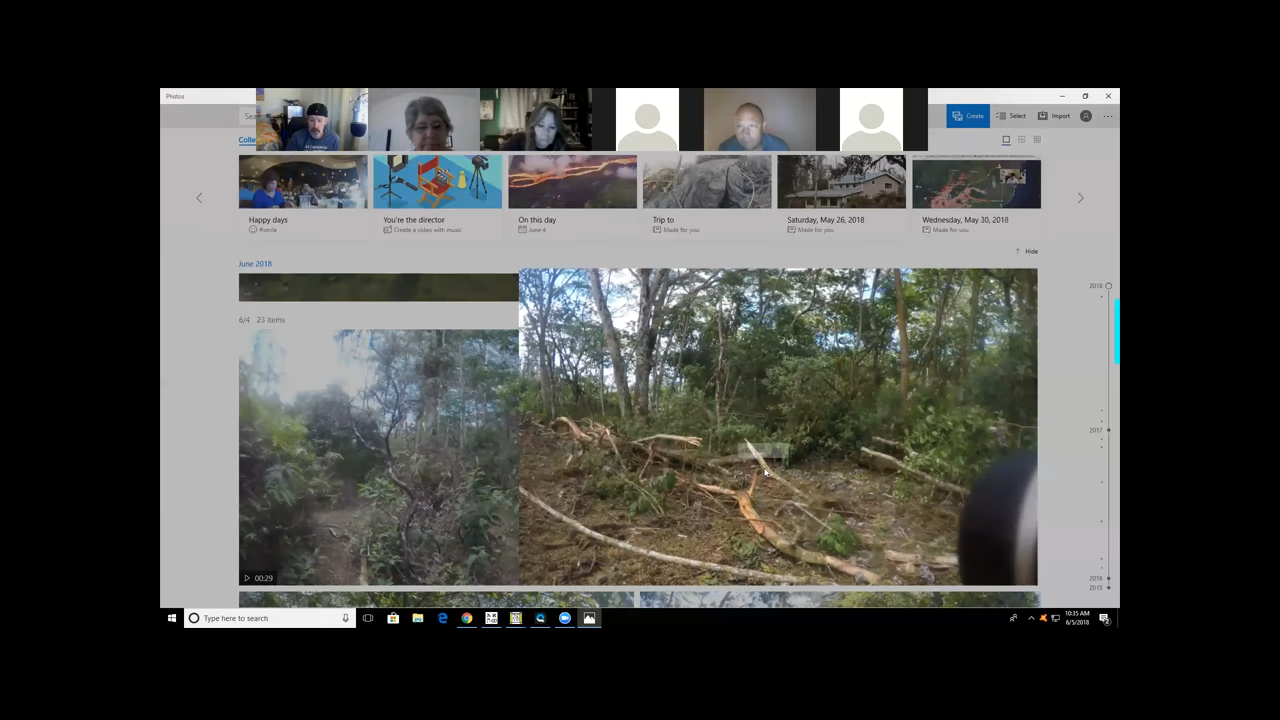 Photos
Sea
Create
Select
Import
Colle
Happy days
#smile
You're the director
Create a video with music
On this day
June 4
Trip to
Made for you
Saturday, May 26, 2018
Made for you
Wednesday, May 30, 2018
Made for you
Hide
June 2018
2018
6/4 23 items
2017
00:29
2016
2015
Type here to search
10:35 AM
6/5/2018